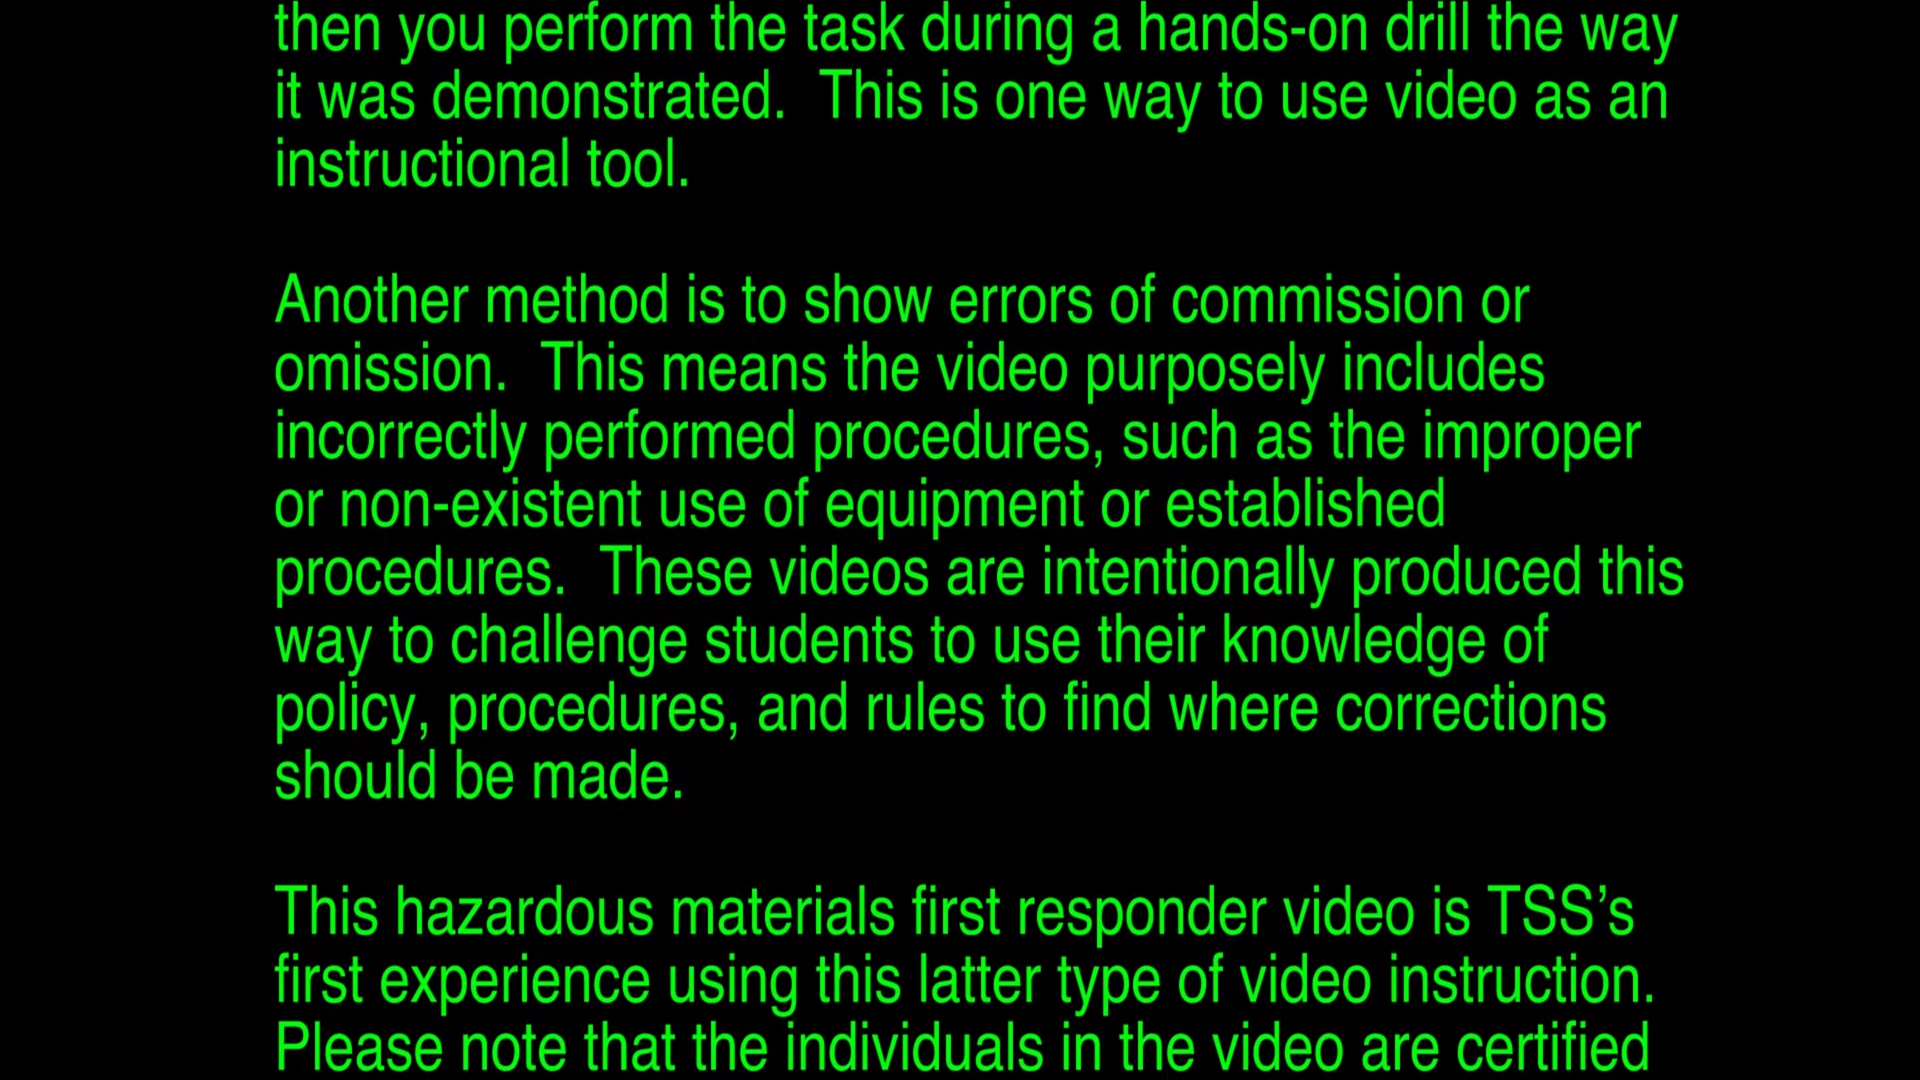 then you perform the task during a hands-on drill the way
it was demonstrated.  This is one way to use video as an
instructional tool.
Another method is to show errors of commission or
omission.  This means the video purposely includes
incorrectly performed procedures, such as the improper
or non-existent use of equipment or established
procedures.  These videos are intentionally produced this
way to challenge students to use their knowledge of
policy, procedures, and rules to find where corrections
should be made.
This hazardous materials first responder video is TSS’s
first experience using this latter type of video instruction.
Please note that the individuals in the video are certified